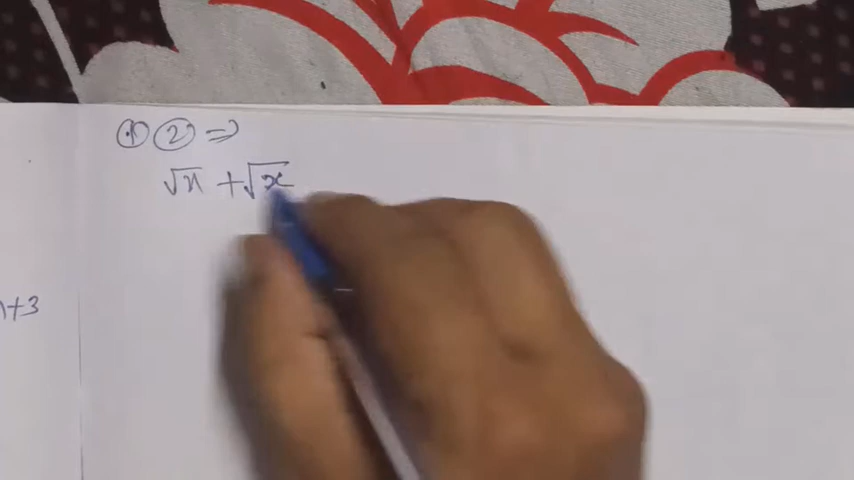 ① ② ⇒
√x + √x
x+3